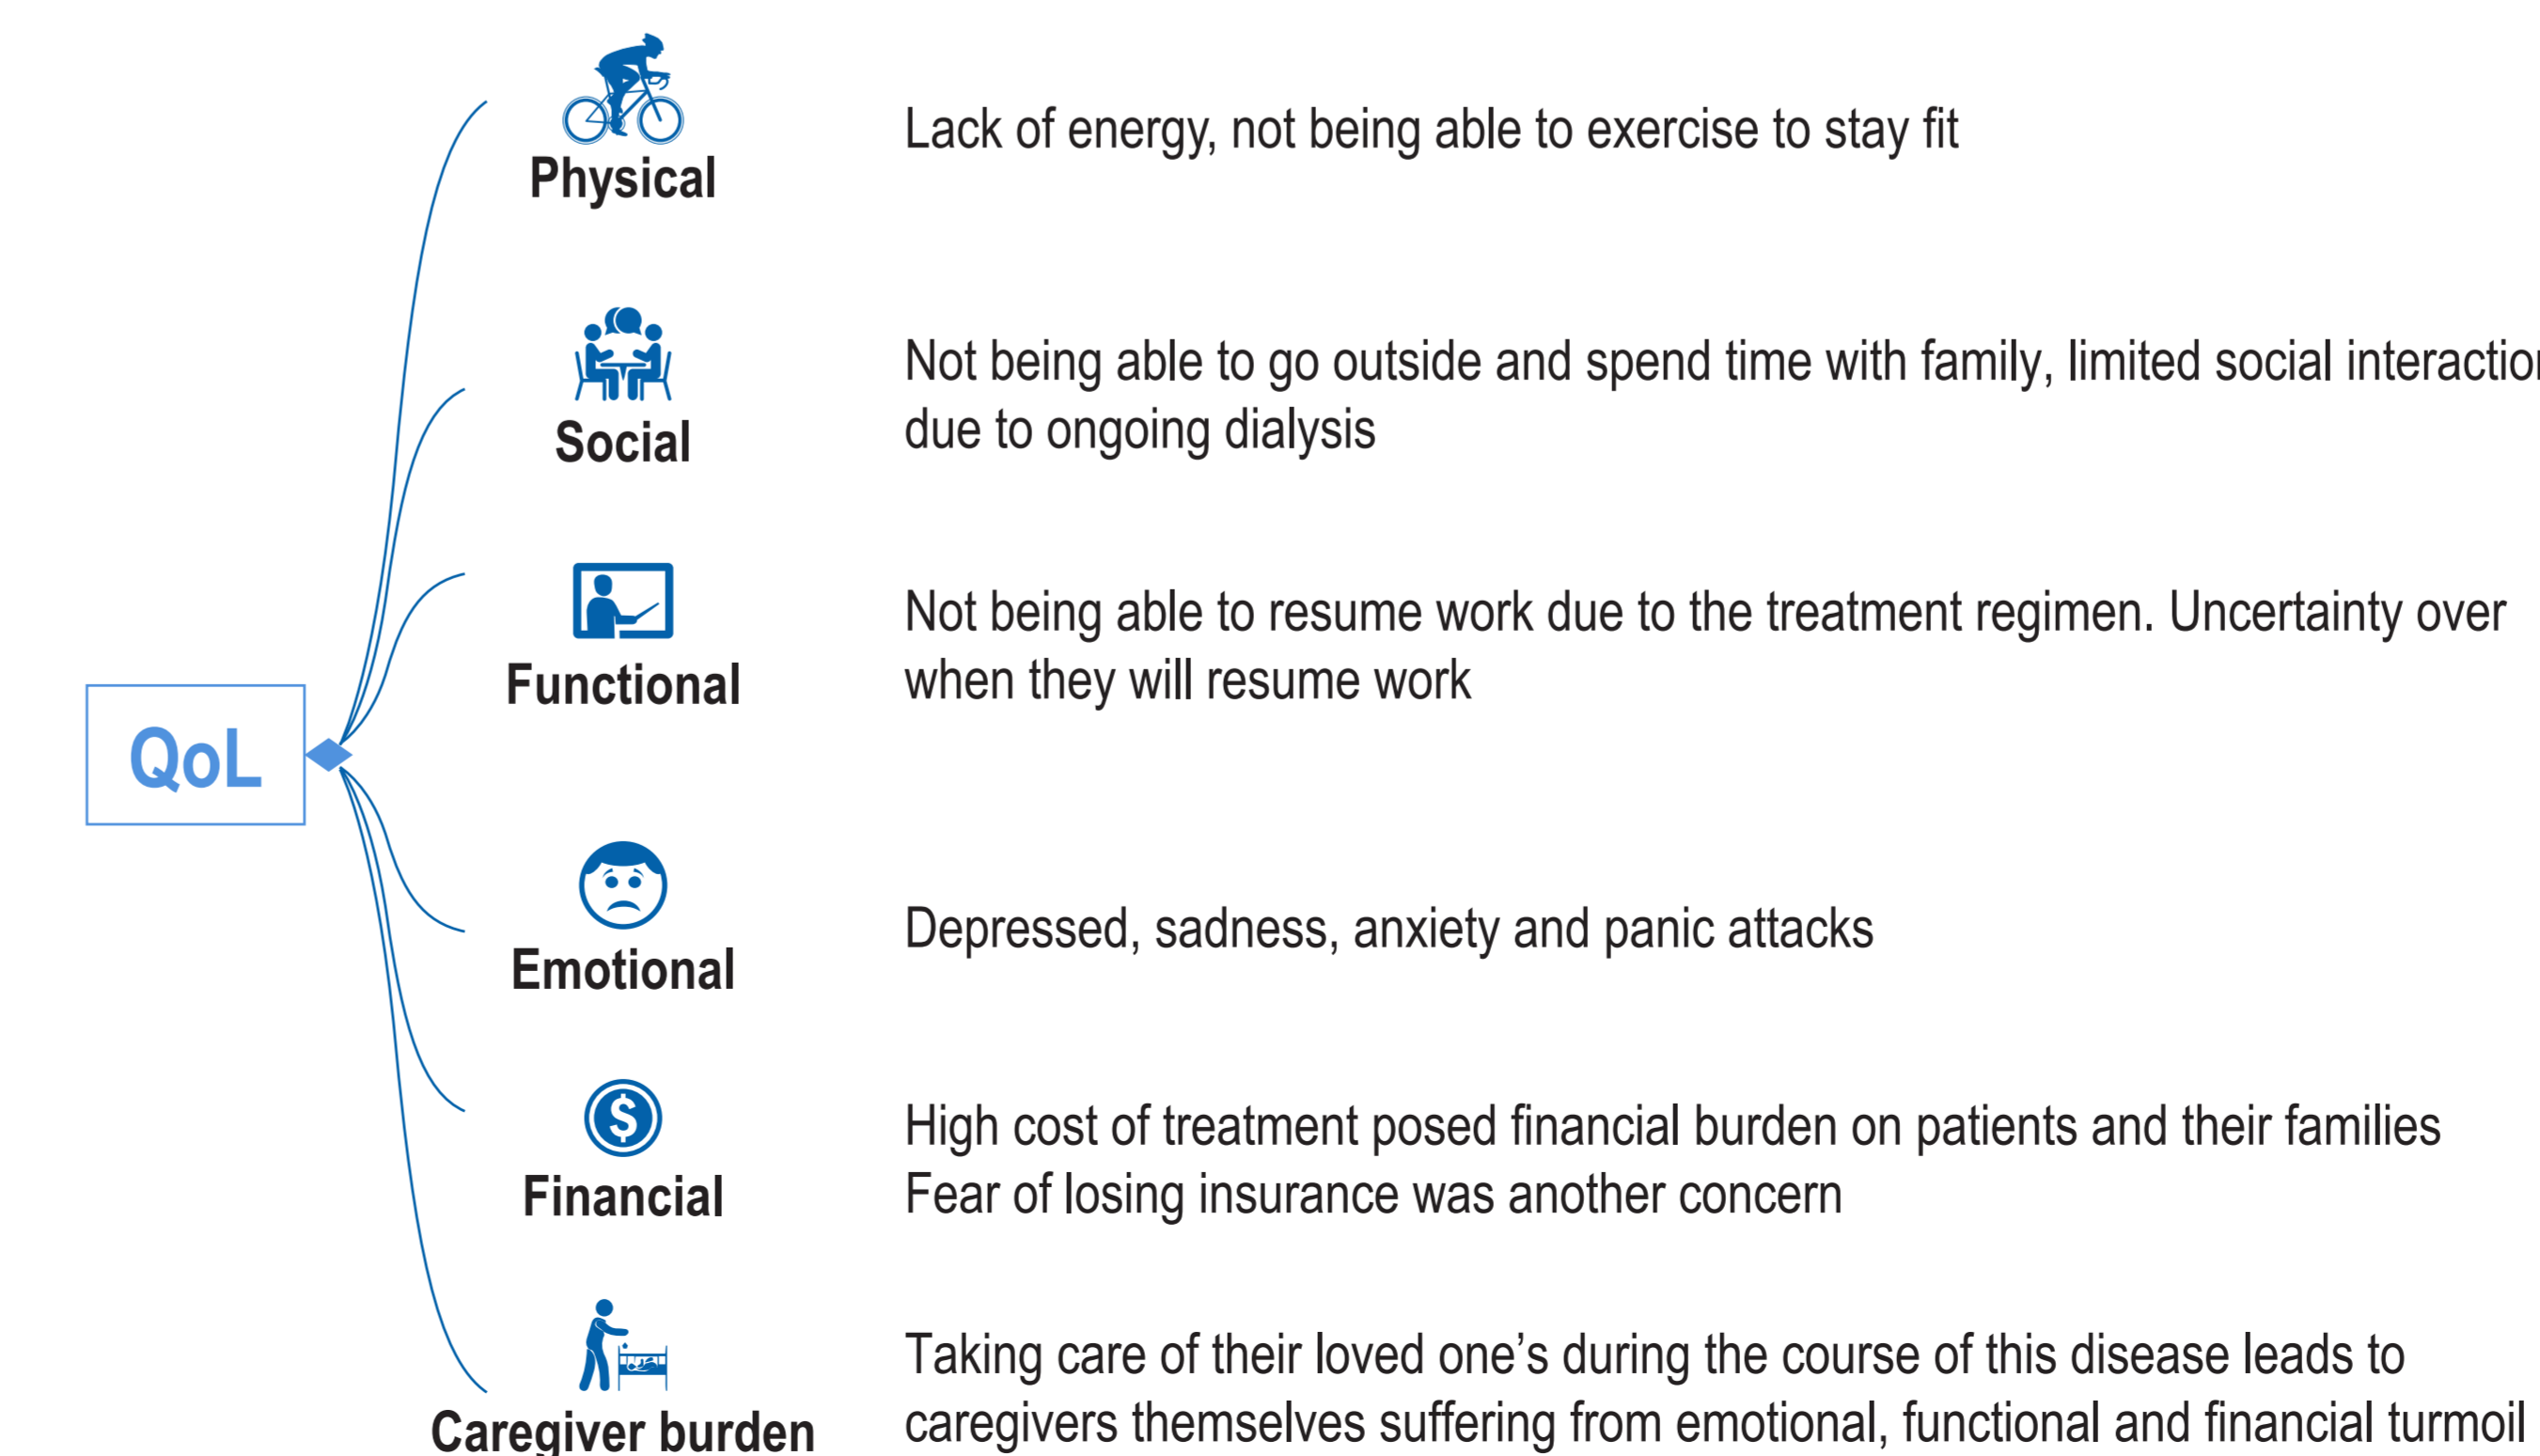 Physical
Lack of energy, not being able to exercise to stay fit
Social
Not being able to go outside and spend time with family, limited social interaction
due to ongoing dialysis
Functional
Not being able to resume work due to the treatment regimen. Uncertainty over
when they will resume work
QoL
Emotional
Depressed, sadness, anxiety and panic attacks
Financial
High cost of treatment posed financial burden on patients and their families
Fear of losing insurance was another concern
Caregiver burden
Taking care of their loved one’s during the course of this disease leads to
caregivers themselves suffering from emotional, functional and financial turmoil